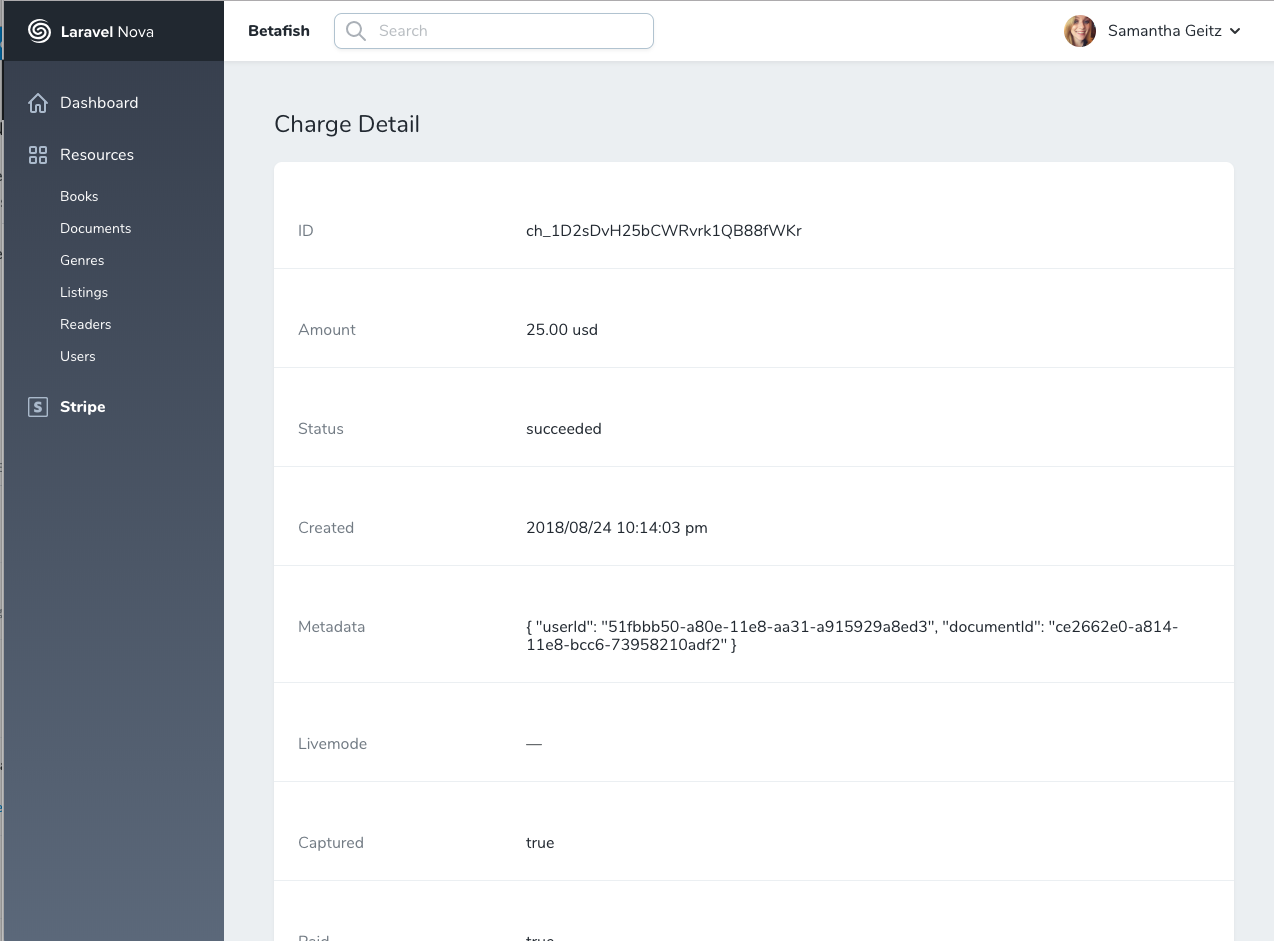 Laravel Nova
Betafish
Search
Samantha Geitz
Dashboard
Resources
Books
Documents
Genres
Listings
Readers
Users
S Stripe
Charge Detail
ID ch_1D2sDvH25bCWRvrk1QB88fWKr
Amount 25.00 usd
Status succeeded
Created 2018/08/24 10:14:03 pm
Metadata { "userId": "51fbbb50-a80e-11e8-aa31-a915929a8ed3", "documentId": "ce2662e0-a814-
11e8-bcc6-73958210adf2" }
Livemode —
Captured true
Paid true